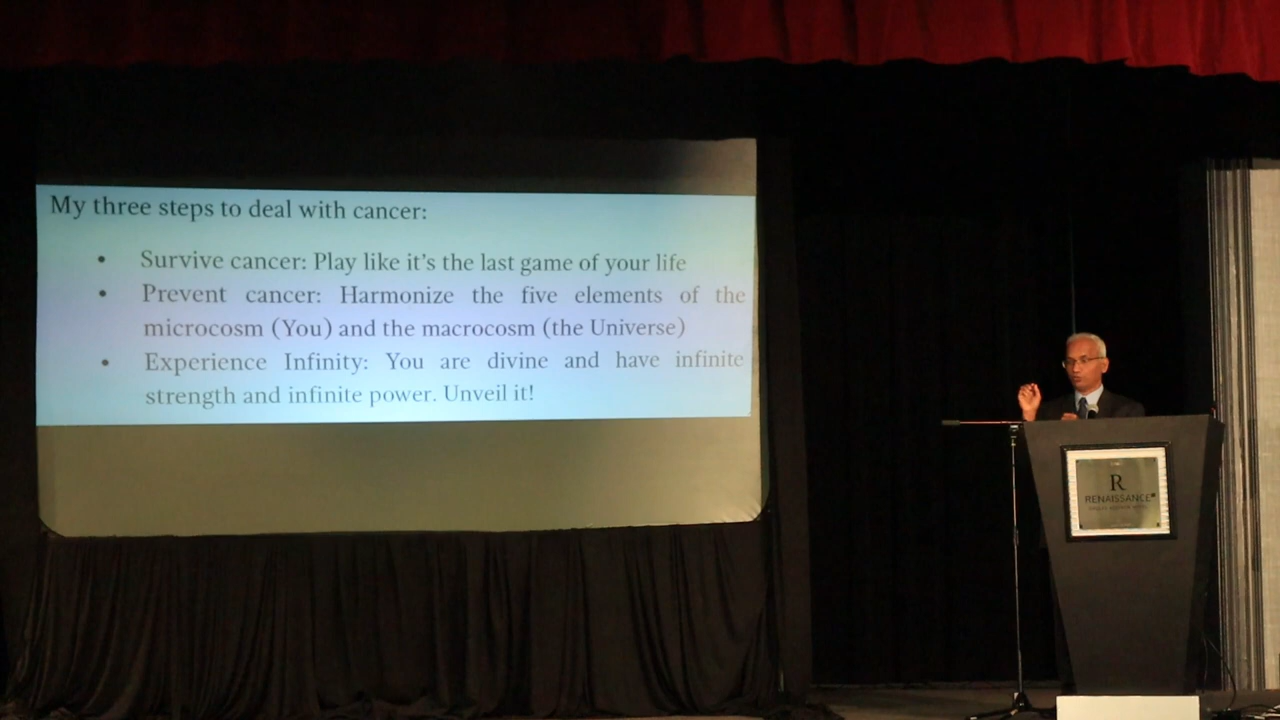 My three steps to deal with cancer:
• Survive cancer: Play like it's the last game of your life
• Prevent cancer: Harmonize the five elements of the
microcosm (You) and the macrocosm (the Universe)
• Experience Infinity: You are divine and have infinite
strength and infinite power. Unveil it!
R
RENAISSANCE